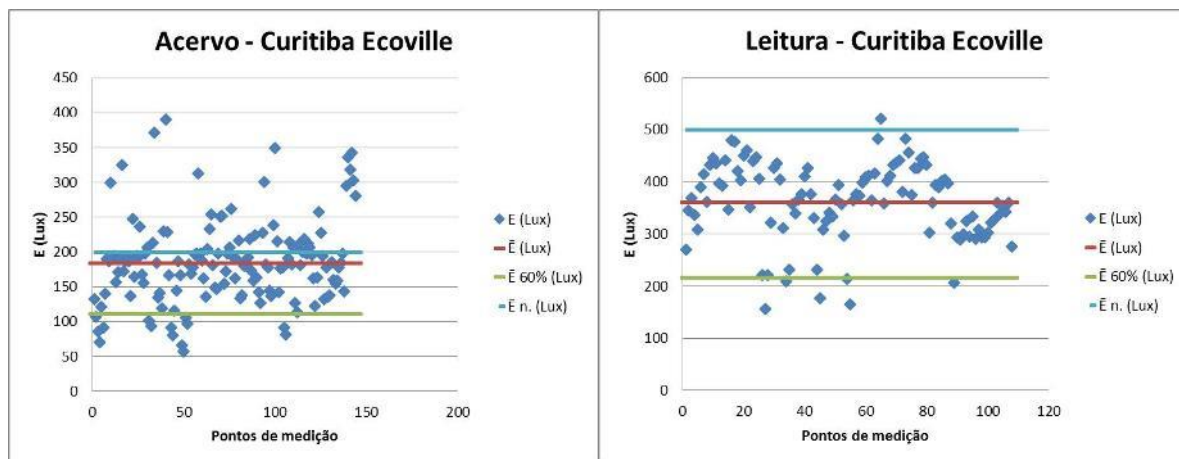 Acervo - Curitiba Ecoville
450
400
350
300
250
200
150
100
50
0
E (Lux)
0
50
100
150
200
Pontos de medição
E (Lux)
Ē (Lux)
Ē 60% (Lux)
Ē n. (Lux)
Leitura - Curitiba Ecoville
600
500
400
300
200
100
0
E (Lux)
0
20
40
60
80
100
120
Pontos de medição
E (Lux)
Ē (Lux)
Ē 60% (Lux)
Ē n. (Lux)